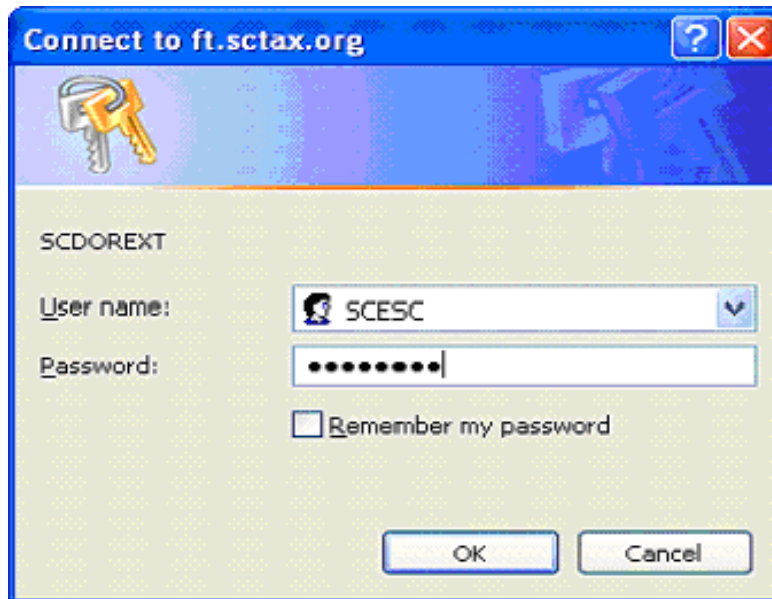 Connect to ft.sctax.org
SCDOREXT
User name: SCESC
Password: ••••••••
Remember my password
OK Cancel